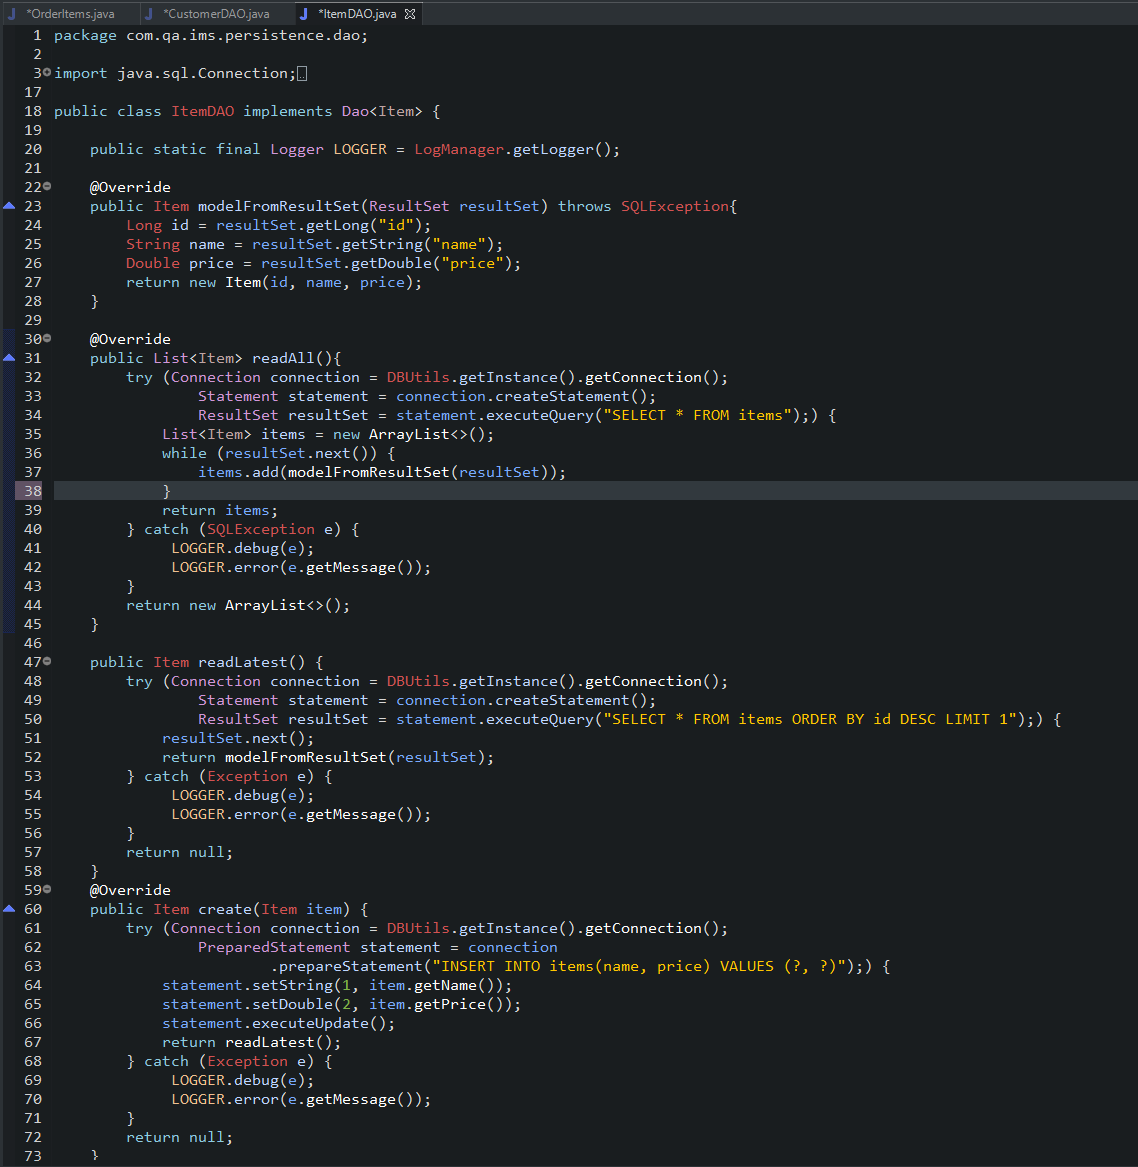 *OrderItems.java *CustomerDAO.java *ItemDAO.java
1 package com.qa.ims.persistence.dao;
2
3 import java.sql.Connection;
17
18 public class ItemDAO implements Dao<Item> {
19
20 public static final Logger LOGGER = LogManager.getLogger();
21
22 @Override
23 public Item modelFromResultSet(ResultSet resultSet) throws SQLException{
24 Long id = resultSet.getLong("id");
25 String name = resultSet.getString("name");
26 Double price = resultSet.getDouble("price");
27 return new Item(id, name, price);
28 }
29
30 @Override
31 public List<Item> readAll(){
32 try (Connection connection = DBUtils.getInstance().getConnection();
33 Statement statement = connection.createStatement();
34 ResultSet resultSet = statement.executeQuery("SELECT * FROM items");) {
35 List<Item> items = new ArrayList<>();
36 while (resultSet.next()) {
37 items.add(modelFromResultSet(resultSet));
38 }
39 return items;
40 } catch (SQLException e) {
41 LOGGER.debug(e);
42 LOGGER.error(e.getMessage());
43 }
44 return new ArrayList<>();
45 }
46
47 public Item readLatest() {
48 try (Connection connection = DBUtils.getInstance().getConnection();
49 Statement statement = connection.createStatement();
50 ResultSet resultSet = statement.executeQuery("SELECT * FROM items ORDER BY id DESC LIMIT 1");) {
51 resultSet.next();
52 return modelFromResultSet(resultSet);
53 } catch (Exception e) {
54 LOGGER.debug(e);
55 LOGGER.error(e.getMessage());
56 }
57 return null;
58 }
59 @Override
60 public Item create(Item item) {
61 try (Connection connection = DBUtils.getInstance().getConnection();
62 PreparedStatement statement = connection
63 .prepareStatement("INSERT INTO items(name, price) VALUES (?, ?)");) {
64 statement.setString(1, item.getName());
65 statement.setDouble(2, item.getPrice());
66 statement.executeUpdate();
67 return readLatest();
68 } catch (Exception e) {
69 LOGGER.debug(e);
70 LOGGER.error(e.getMessage());
71 }
72 return null;
73 }